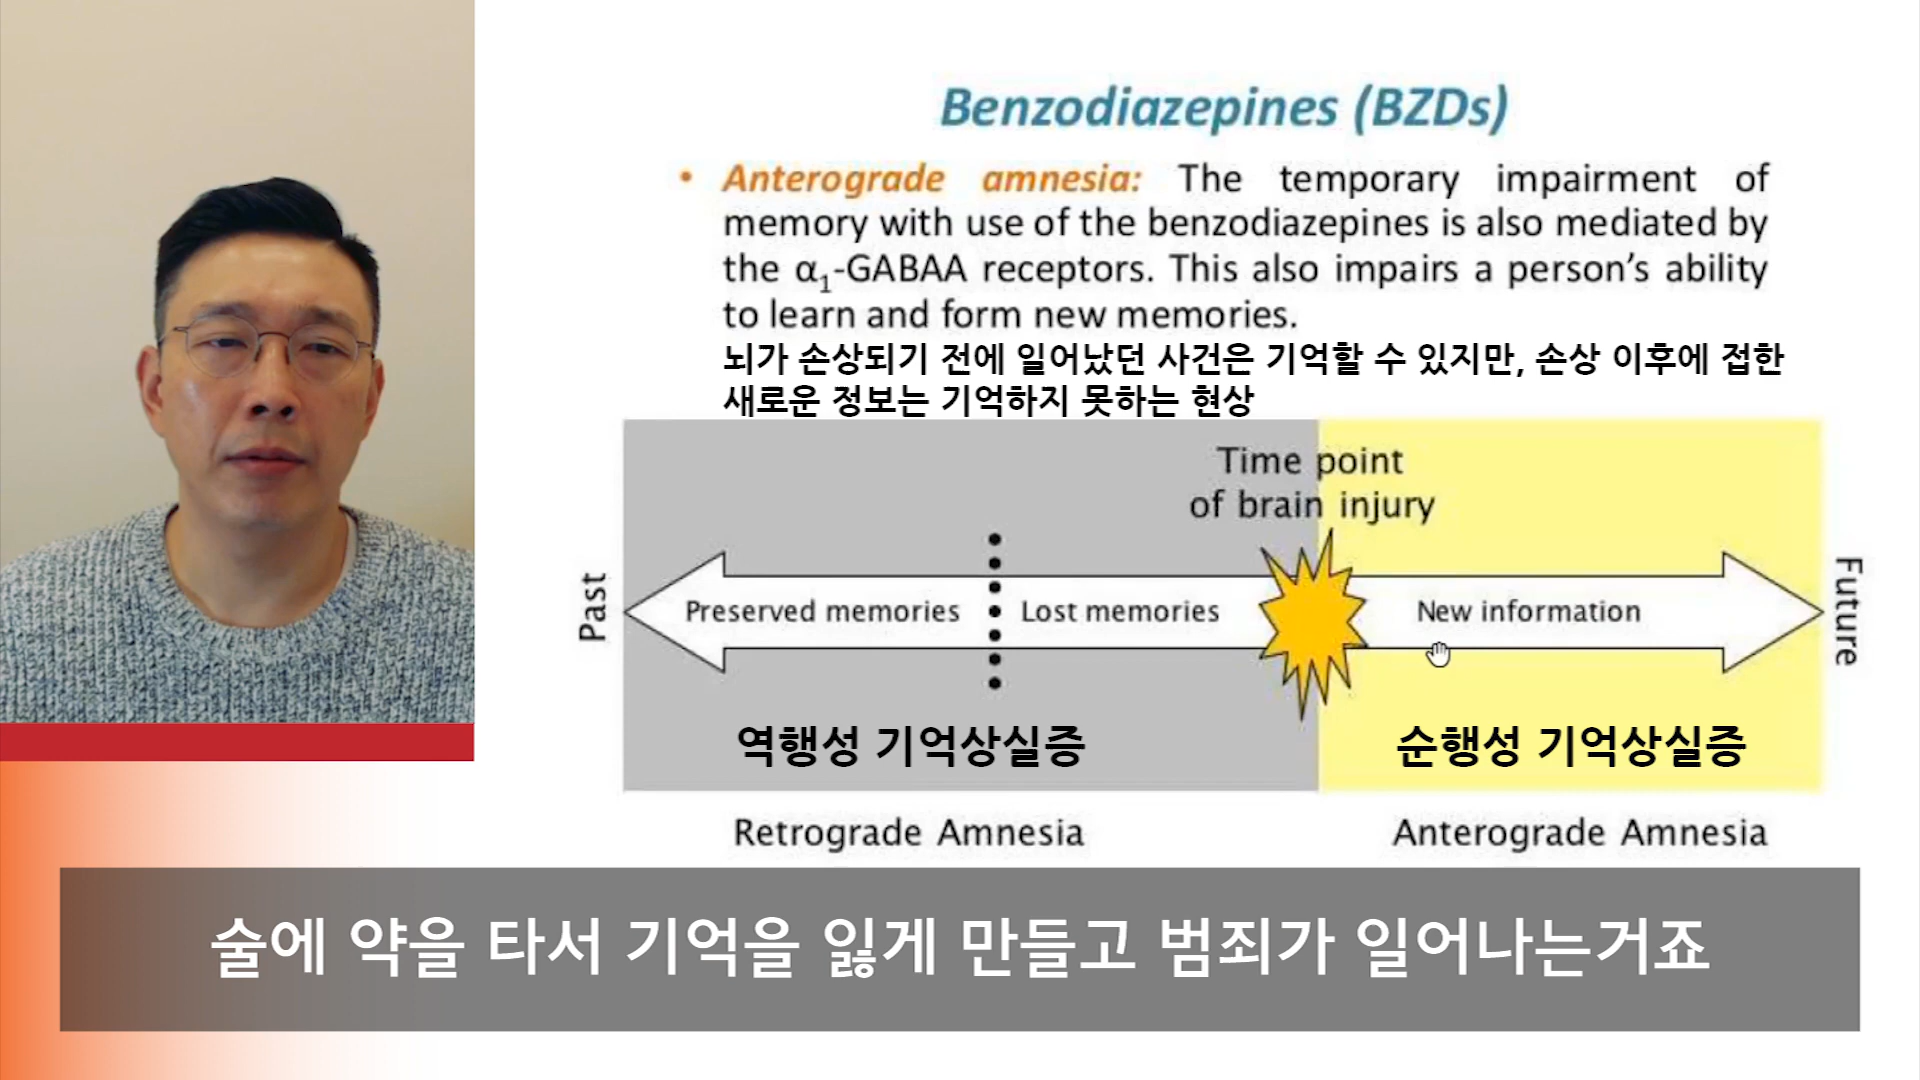 Benzodiazepines (BZDs)
• Anterograde amnesia: The temporary impairment of
memory with use of the benzodiazepines is also mediated by
the α1-GABAA receptors. This also impairs a person's ability
to learn and form new memories.
뇌가 손상되기 전에 일어났던 사건은 기억할 수 있지만, 손상 이후에 접한
새로운 정보는 기억하지 못하는 현상
Time point
of brain injury
Past
Preserved memories
Lost memories
New information
Future
역행성 기억상실증
순행성 기억상실증
Retrograde Amnesia
Anterograde Amnesia
술에 약을 타서 기억을 잃게 만들고 범죄가 일어나는거죠